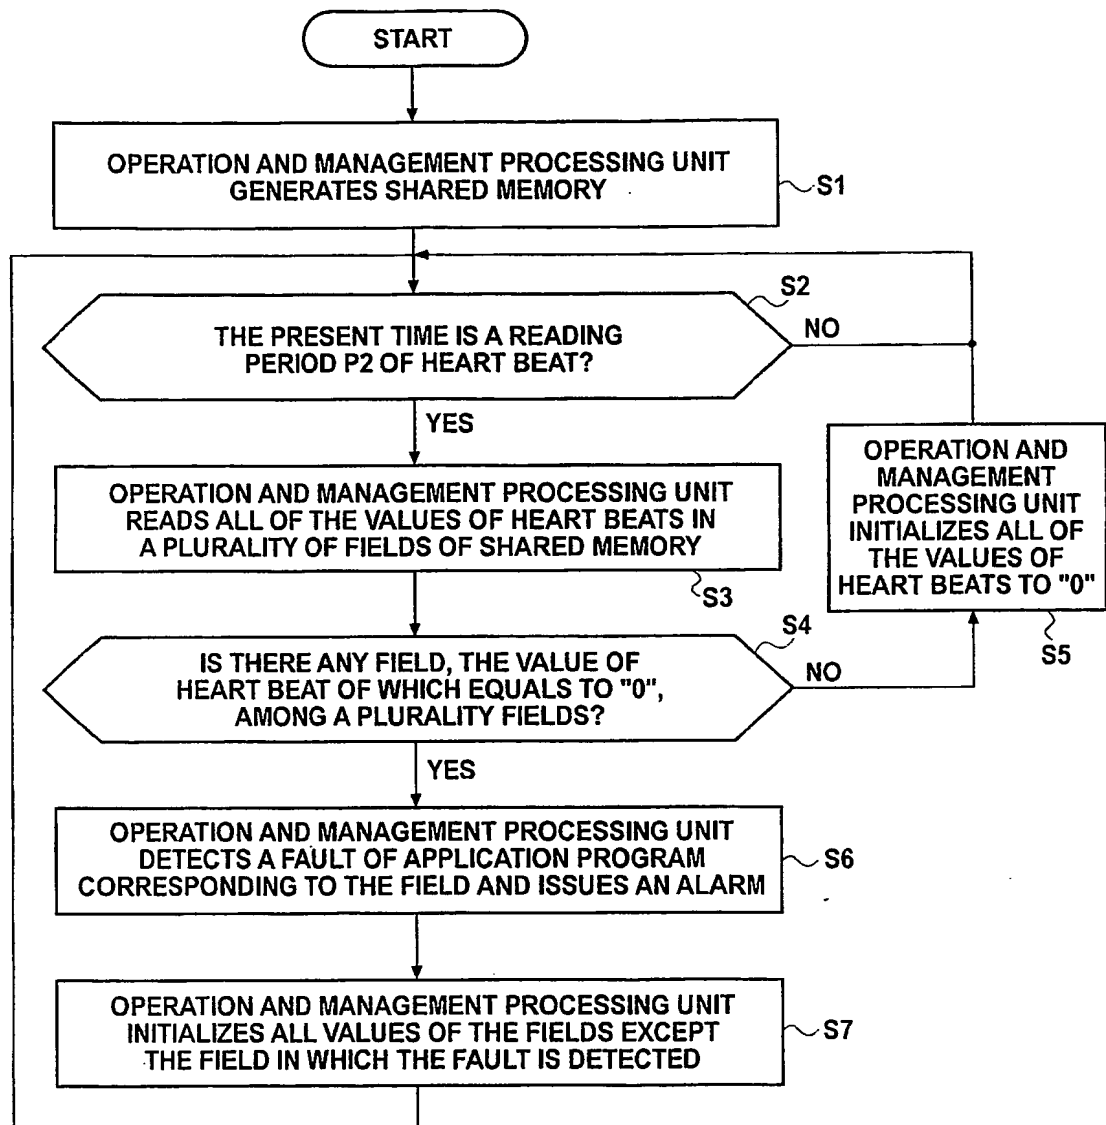 START
OPERATION AND MANAGEMENT PROCESSING UNIT
GENERATES SHARED MEMORY
S1
S2
THE PRESENT TIME IS A READING
PERIOD P2 OF HEART BEAT?
NO
YES
OPERATION AND MANAGEMENT PROCESSING UNIT
READS ALL OF THE VALUES OF HEART BEATS IN
A PLURALITY OF FIELDS OF SHARED MEMORY
S3
OPERATION AND
MANAGEMENT
PROCESSING UNIT
INITIALIZES ALL OF
THE VALUES OF
HEART BEATS TO "0"
S5
S4
IS THERE ANY FIELD, THE VALUE OF
HEART BEAT OF WHICH EQUALS TO "0",
AMONG A PLURALITY FIELDS?
NO
YES
OPERATION AND MANAGEMENT PROCESSING UNIT
DETECTS A FAULT OF APPLICATION PROGRAM
CORRESPONDING TO THE FIELD AND ISSUES AN ALARM
S6
OPERATION AND MANAGEMENT PROCESSING UNIT
INITIALIZES ALL VALUES OF THE FIELDS EXCEPT
THE FIELD IN WHICH THE FAULT IS DETECTED
S7